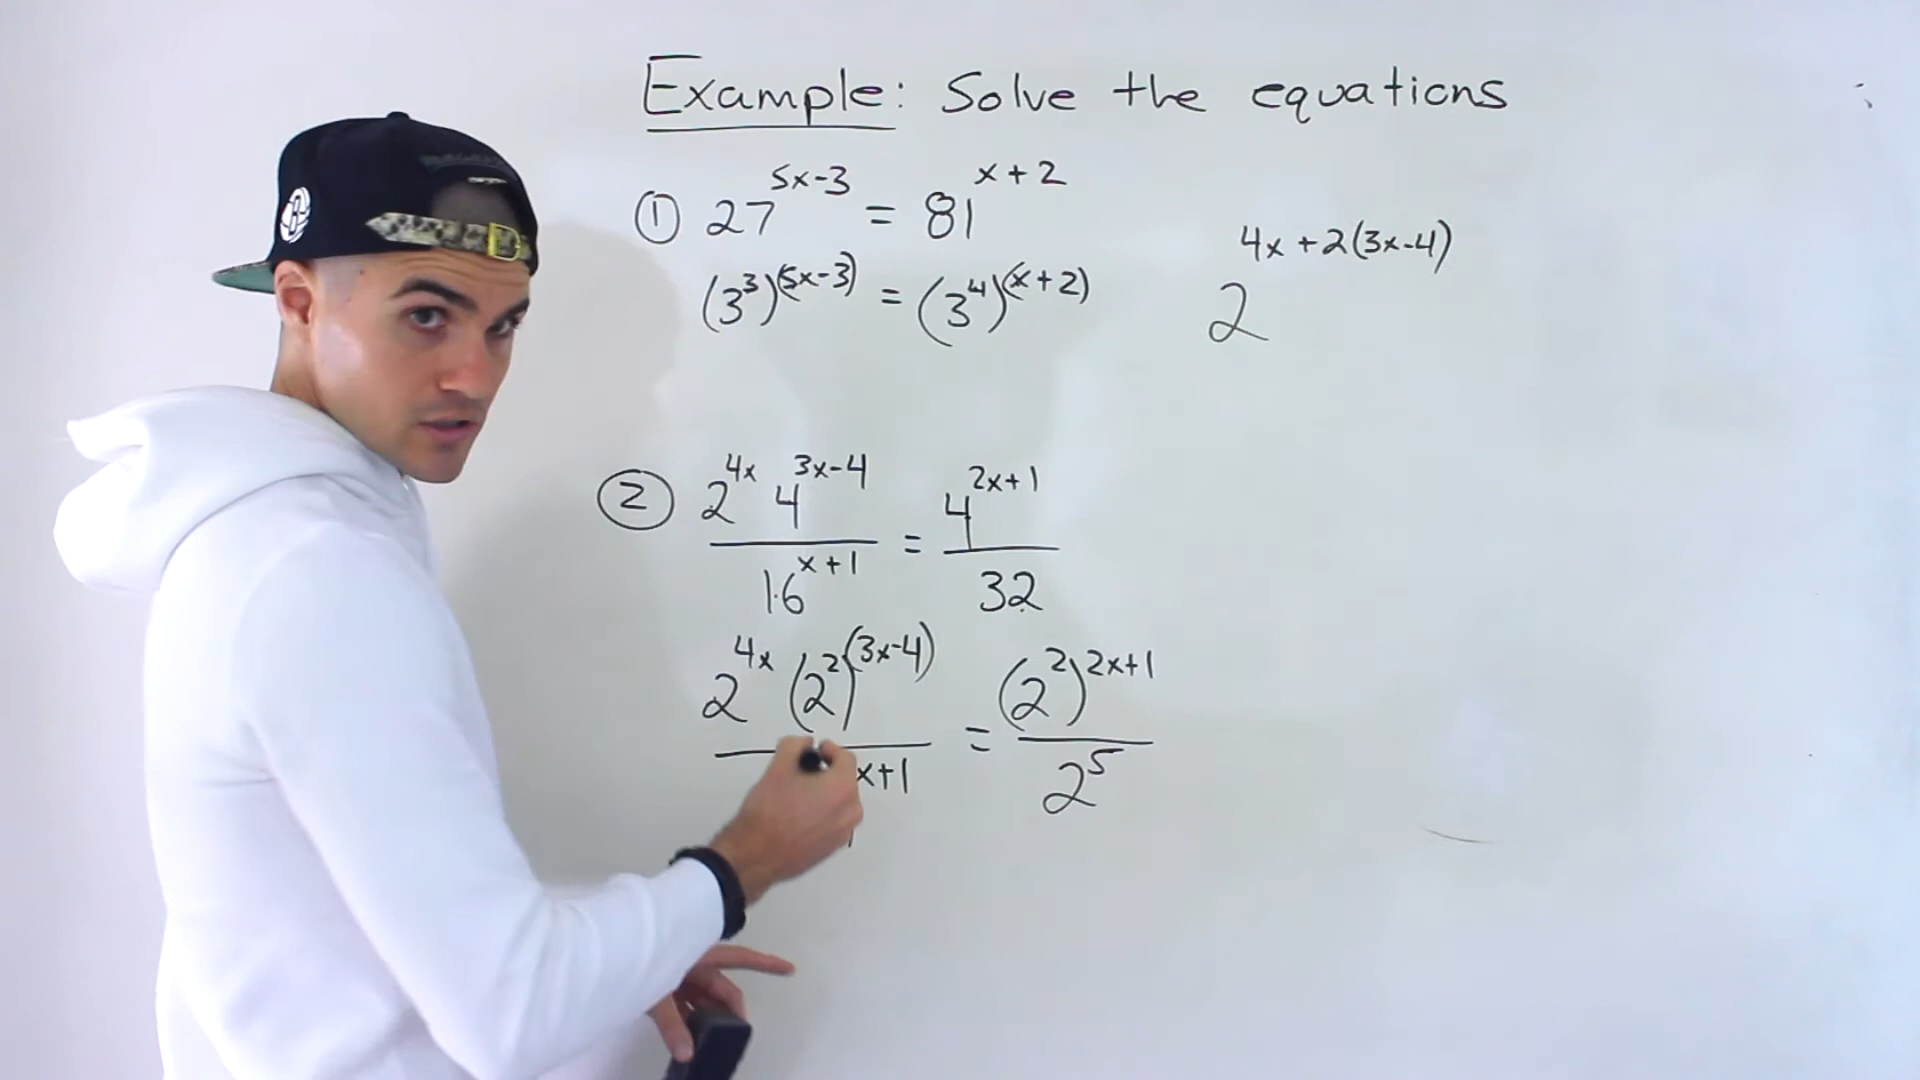 Example: Solve the equations
① 27^(5x-3) = 81^(x+2)
(3^3)^(5x-3) = (3^4)^(x+2)
2^(4x+2(3x-4))
② (2^(4x) 4^(3x-4)) / 16^(x+1) = 4^(2x+1) / 32
2^(4x) (2^2)^(3x-4) / x+1 = (2^2)^(2x+1) / 2^5
B